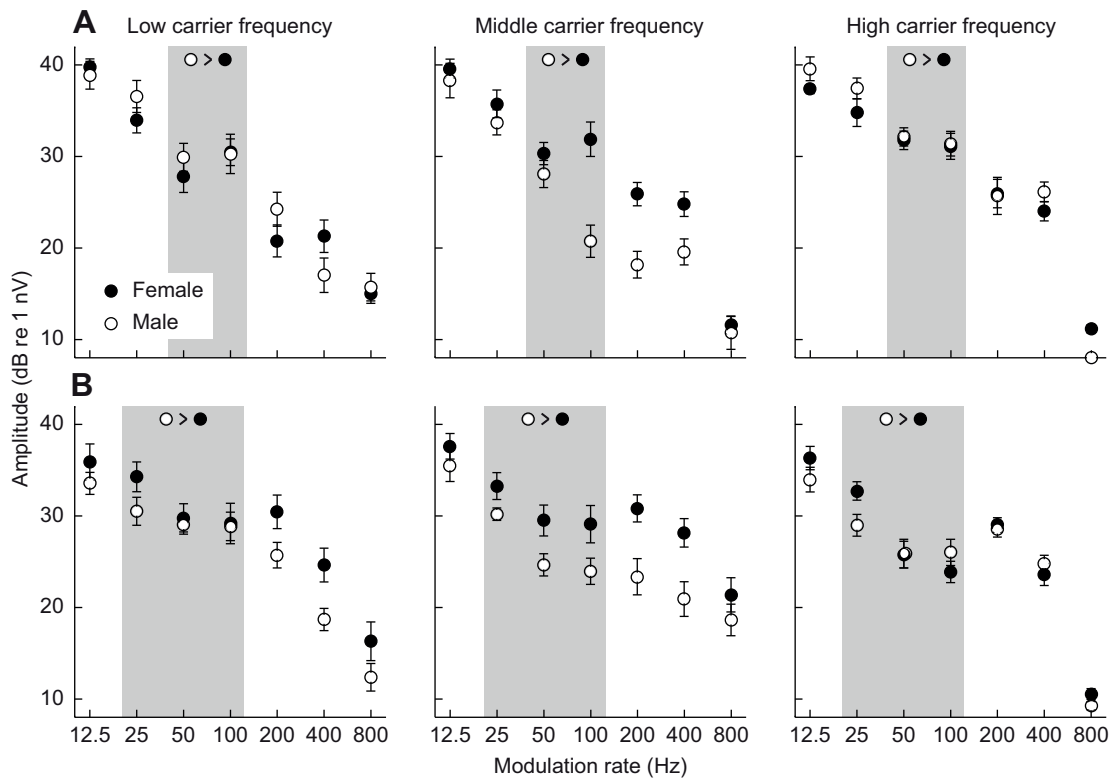 A
Low carrier frequency
Middle carrier frequency
High carrier frequency
40
30
20
10
>
>
>
Female
Male
Amplitude (dB re 1 nV)
B
40
30
20
10
>
>
>
12.5 25 50 100 200 400 800
12.5 25 50 100 200 400 800
12.5 25 50 100 200 400 800
Modulation rate (Hz)